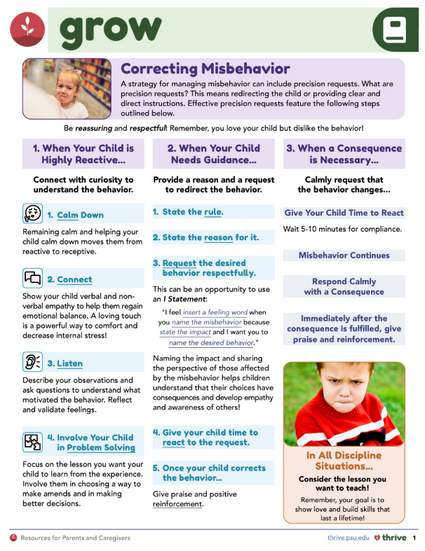 grow
Correcting Misbehavior
A strategy for managing misbehavior can include precision requests. What are
precision requests? This means redirecting the child or providing clear and
direct instructions. Effective precision requests feature the following steps
outlined below.
Be reassuring and respectful! Remember, you love your child but dislike the behavior!
1. When Your Child is
Highly Reactive...
Connect with curiosity to
understand the behavior.
1. Calm Down
Remaining calm and helping your
child calm down moves them from
reactive to receptive.
2. Connect
Show your child verbal and non-
verbal empathy to help them regain
emotional balance. A loving touch
is a powerful way to comfort and
decrease internal stress!
3. Listen
Describe your observations and
ask questions to understand what
motivated the behavior. Reflect
and validate feelings.
4. Involve Your Child
in Problem Solving
Focus on the lesson you want your
child to learn from the experience.
Involve them in choosing a way to
make amends and in making
better decisions.
2. When Your Child
Needs Guidance...
Provide a reason and a request
to redirect the behavior.
1. State the rule.
2. State the reason for it.
3. Request the desired
behavior respectfully.
This can be an opportunity to use
an I Statement:
"I feel insert a feeling word when
you name the misbehavior because
state the impact and I want you to
name the desired behavior."
Naming the impact and sharing
the perspective of those affected
by the misbehavior helps children
understand that their choices have
consequences and develop empathy
and awareness of others!
4. Give your child time to
react to the request.
5. Once your child corrects
the behavior...
Give praise and positive
reinforcement.
3. When a Consequence
is Necessary...
Calmly request that
the behavior changes...
Give Your Child Time to React
Wait 5-10 minutes for compliance.
Misbehavior Continues
Respond Calmly
with a Consequence
Immediately after the
consequence is fulfilled, give
praise and reinforcement.
In All Discipline
Situations...
Consider the lesson you
want to teach!
Remember, your goal is to
show love and build skills that
last a lifetime!
Resources for Parents and Caregivers
thrive.psu.edu thrive 1